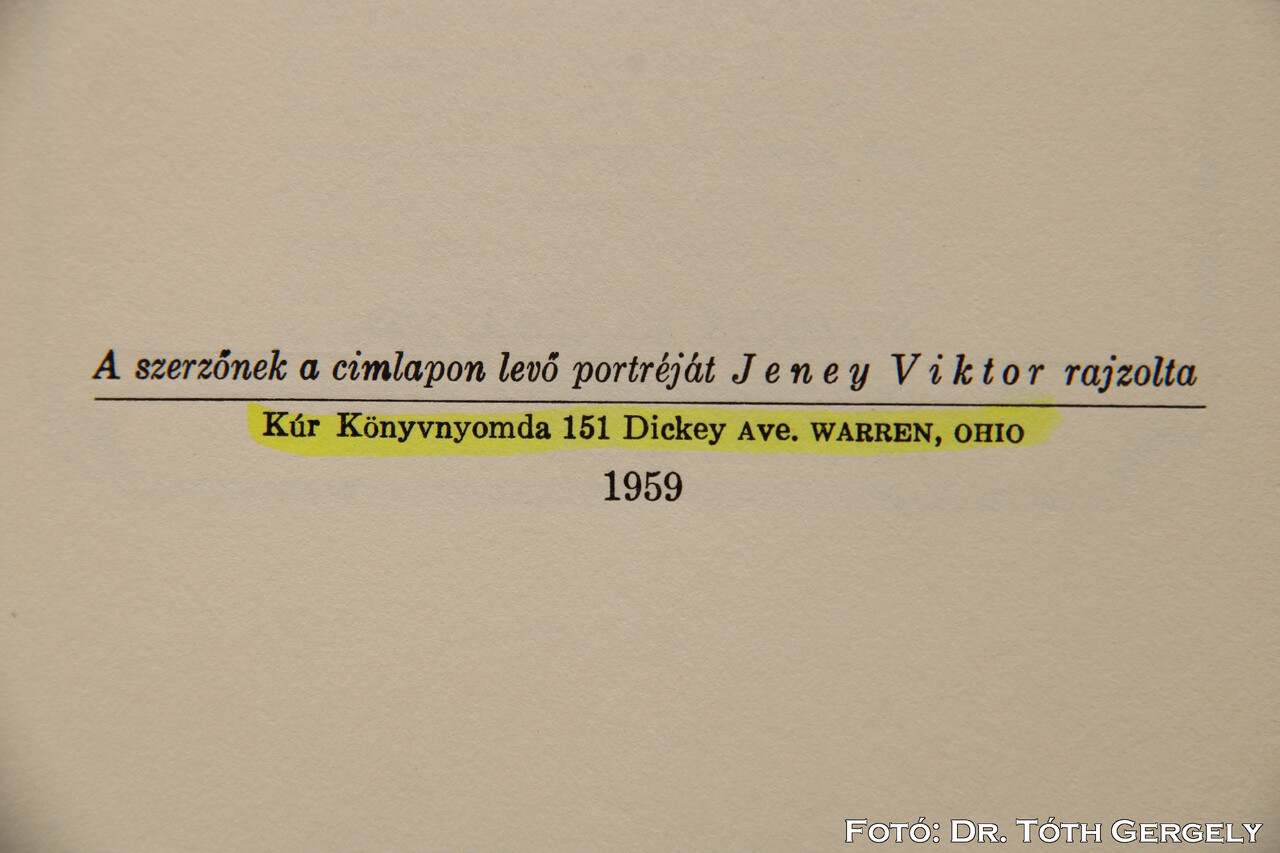 A szerzőnek a cimlapon levő portréját Jeney Viktor rajzolta
Kúr Könyvnyomda 151 Dickey Ave. WARREN, OHIO
1959
FOTÓ: DR. TÓTH GERGELY